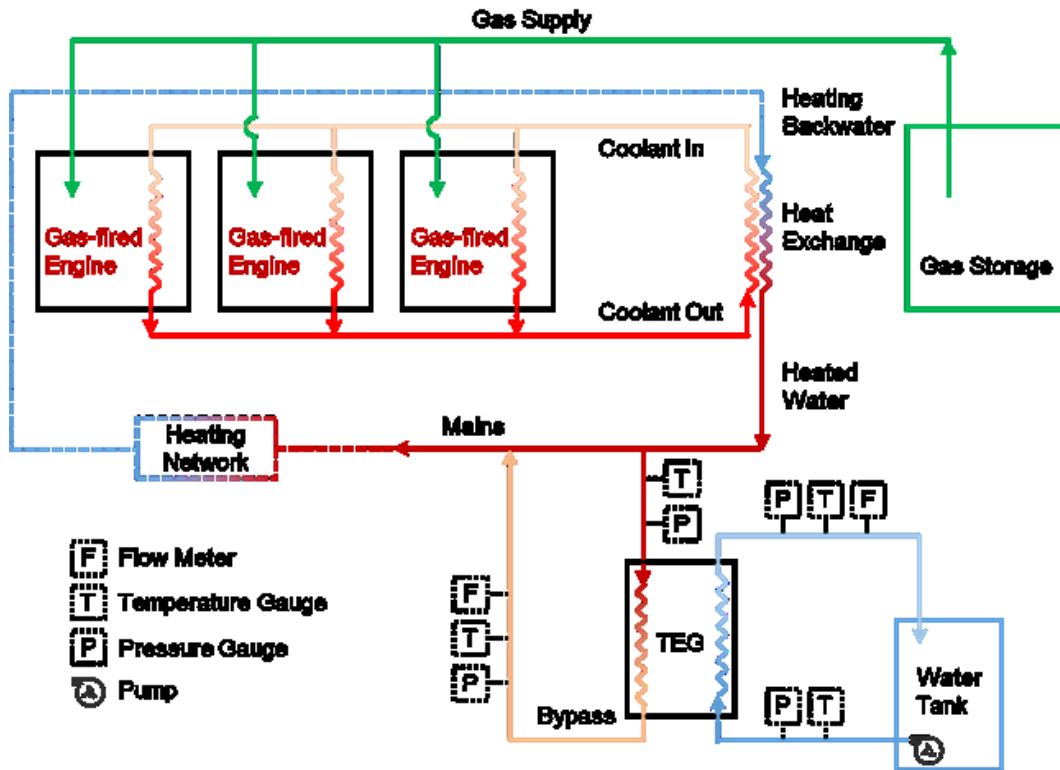 Gas Supply
Heating
Backwater
Coolant In
Gas-fired
Engine
Gas-fired
Engine
Gas-fired
Engine
Heat
Exchange
Gas Storage
Coolant Out
Heated
Water
Mains
Heating
Network
T
P
P T F
F Flow Meter
T Temperature Gauge
P Pressure Gauge
Pump
F
T
P
TEG
Bypass
P T
Water
Tank